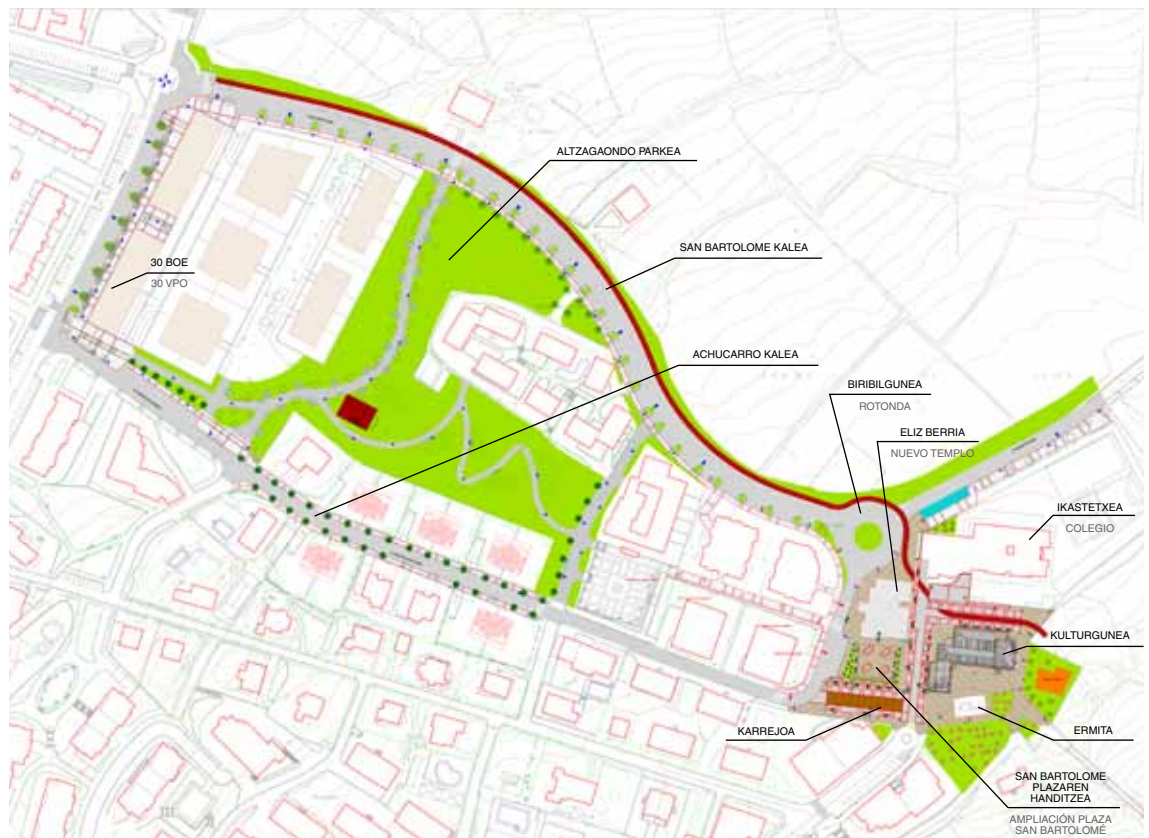 ALTZAGAONDO PARKEA
SAN BARTOLOME KALEA
30 BOE
30 VPO
ACHUCARRO KALEA
BIRIBILGUNEA
ROTONDA
ELIZ BERRIA
NUEVO TEMPLO
IKASTETXEA
COLEGIO
KULTURGUNEA
KARREJOA
ERMITA
SAN BARTOLOME
PLAZAREN
HANDITZEA
AMPLIACIÓN PLAZA
SAN BARTOLOMÉ